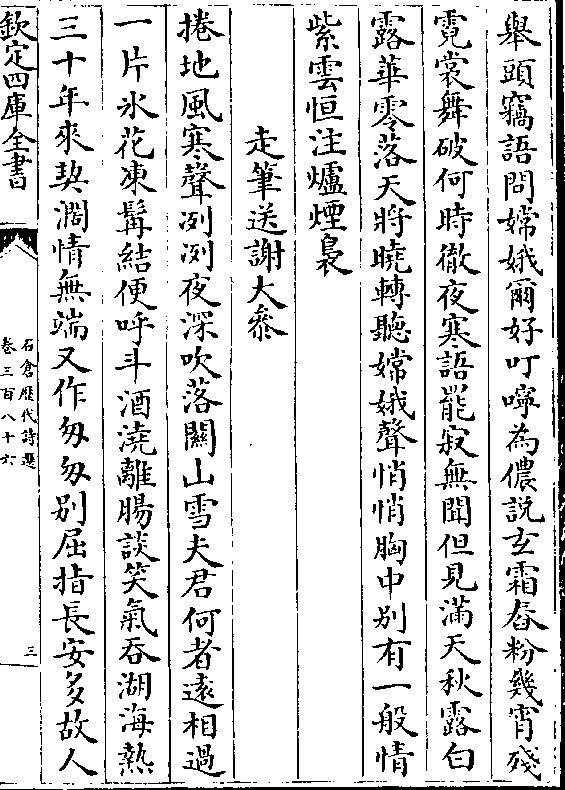 舉頭竊語問嫦娥爾好叮嚀為儂説玄霜舂粉幾宵殘
霓裳舞破何時徹夜寒語罷寂無聞但見滿天秋露白
露華零落天將曉轉聽嫦娥聲悄悄胸中别有一般情
紫雲恒注爐煙裊
走筆送謝大叅
捲地風寒聲冽冽夜深吹落關山雪夫君何者遠相過
一片氷花凍髯結便呼斗酒澆離腸談笑氣吞湖海熱
三十年來契濶情無端又作匆匆别屈指長安多故人
欽定四庫全書
石倉歷代詩選
卷三百八十六
三